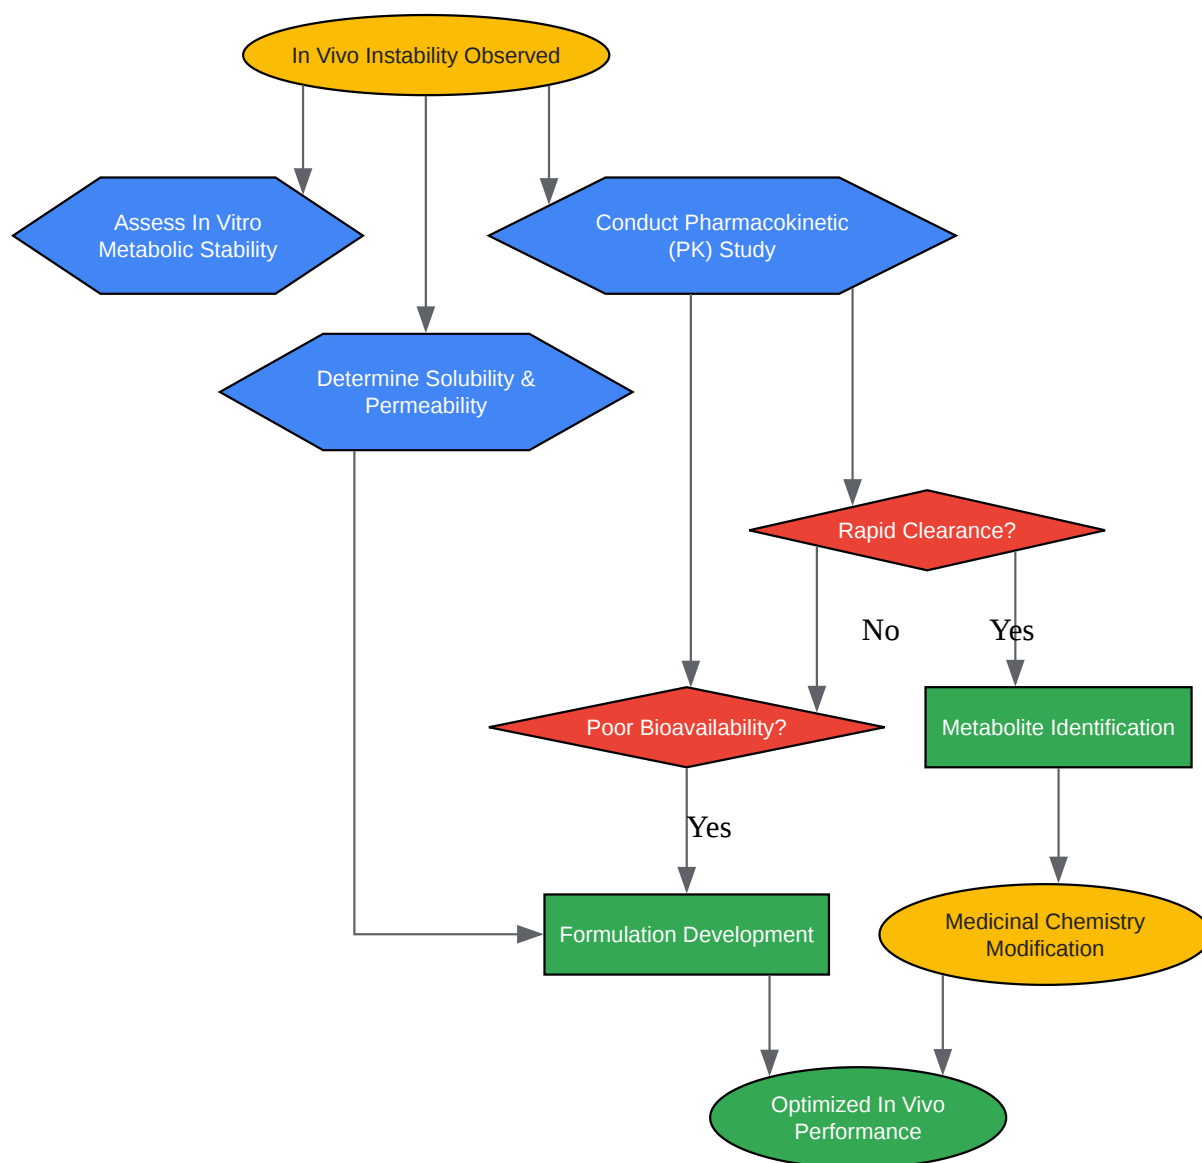 In Vivo Instability Observed
Assess In Vitro
Metabolic Stability
Conduct Pharmacokinetic
(PK) Study
Determine Solubility &
Permeability
Rapid Clearance?
No
Yes
Poor Bioavailability?
Metabolite Identification
Yes
Formulation Development
Medicinal Chemistry
Modification
Optimized In Vivo
Performance